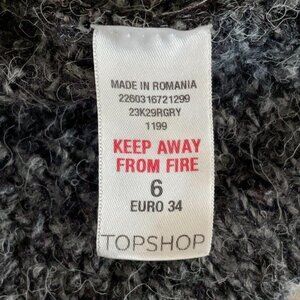 MADE IN ROMANIA
2260316721299
23K29RGRY
1199
KEEP AWAY
FROM FIRE
6
EURO 34
TOPSHOP